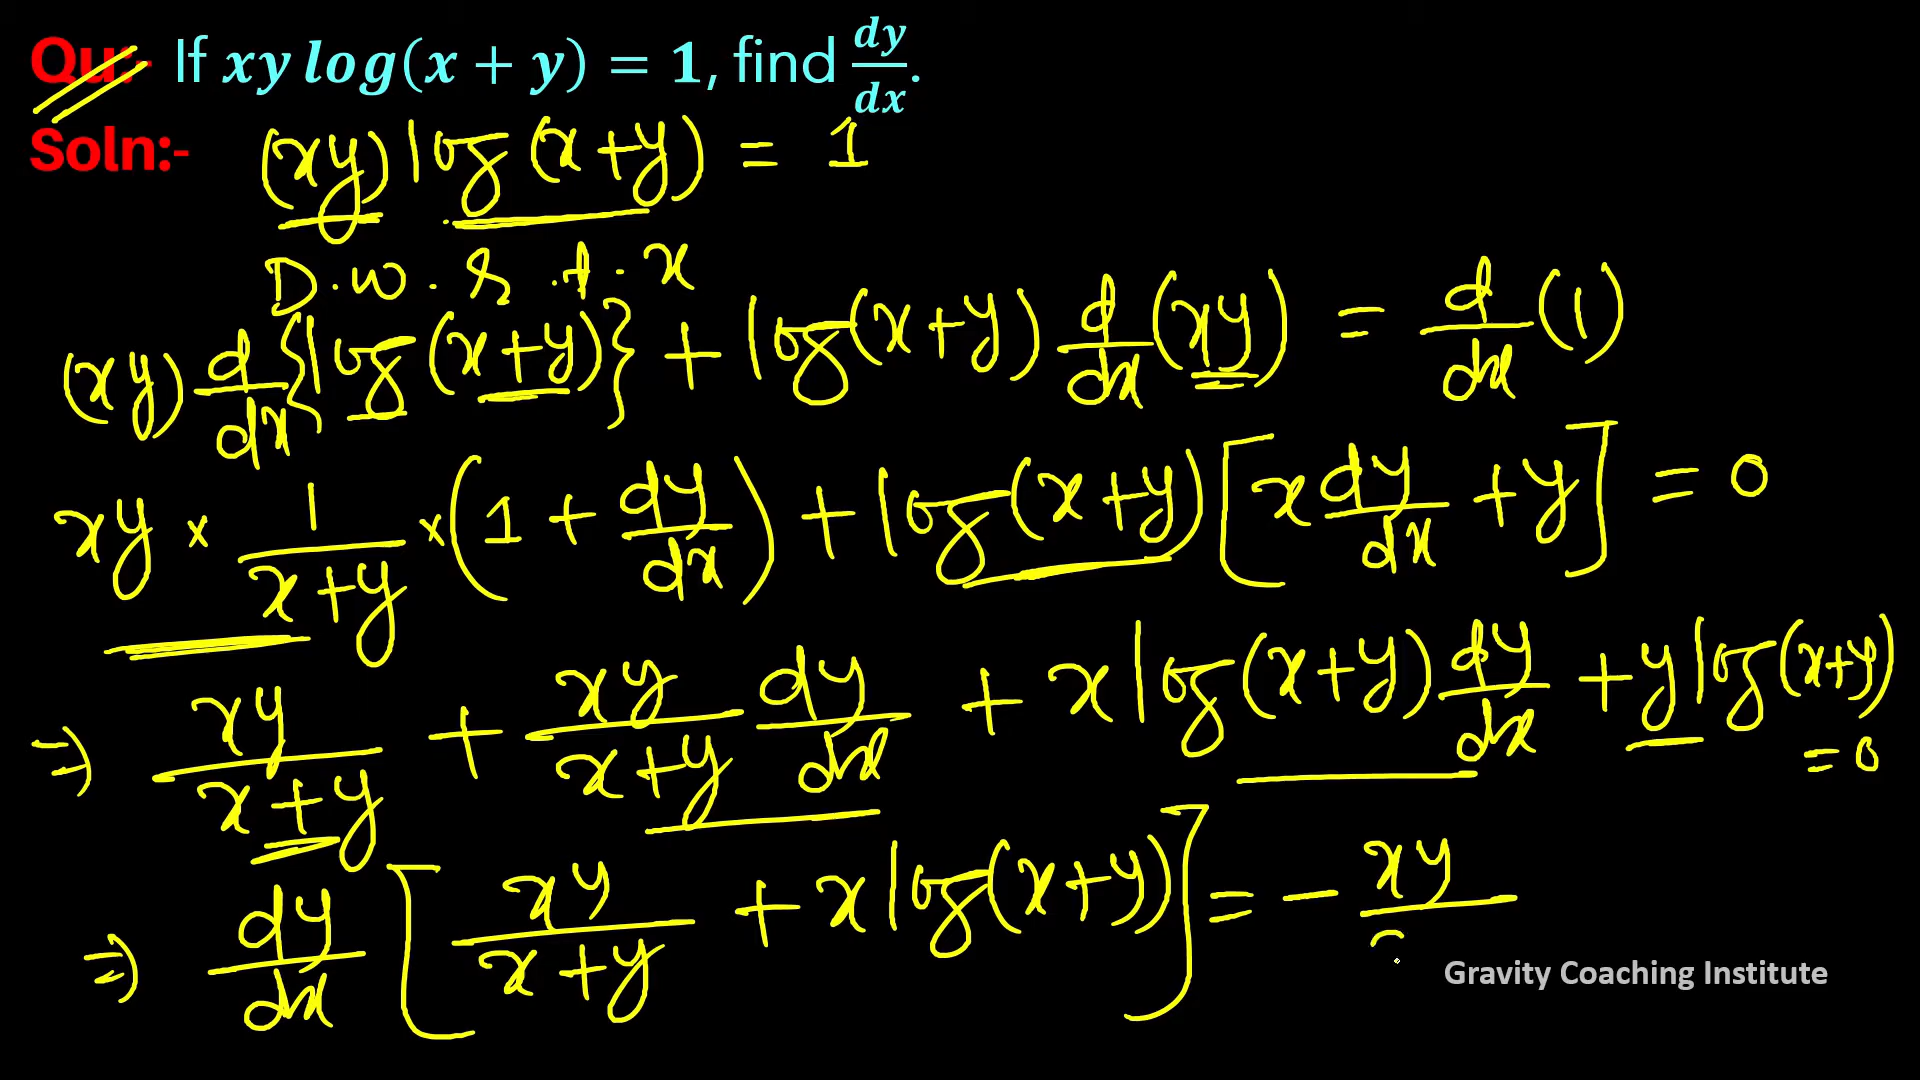 Qu:- If xy log(x + y) = 1, find dy/dx.
Soln:- (xy) log(x+y) = 1
D.w.r.t.x
(xy) d/dx {log(x+y)} + log(x+y) d/dx (xy) = d/dx (1)
xy × 1/(x+y) × (1 + dy/dx) + log(x+y) [x dy/dx + y] = 0
⇒ xy/(x+y) + xy/(x+y) dy/dx + x log(x+y) dy/dx + y log(x+y) = 0
⇒ dy/dx [xy/(x+y) + x log(x+y)] = - xy/
Gravity Coaching Institute